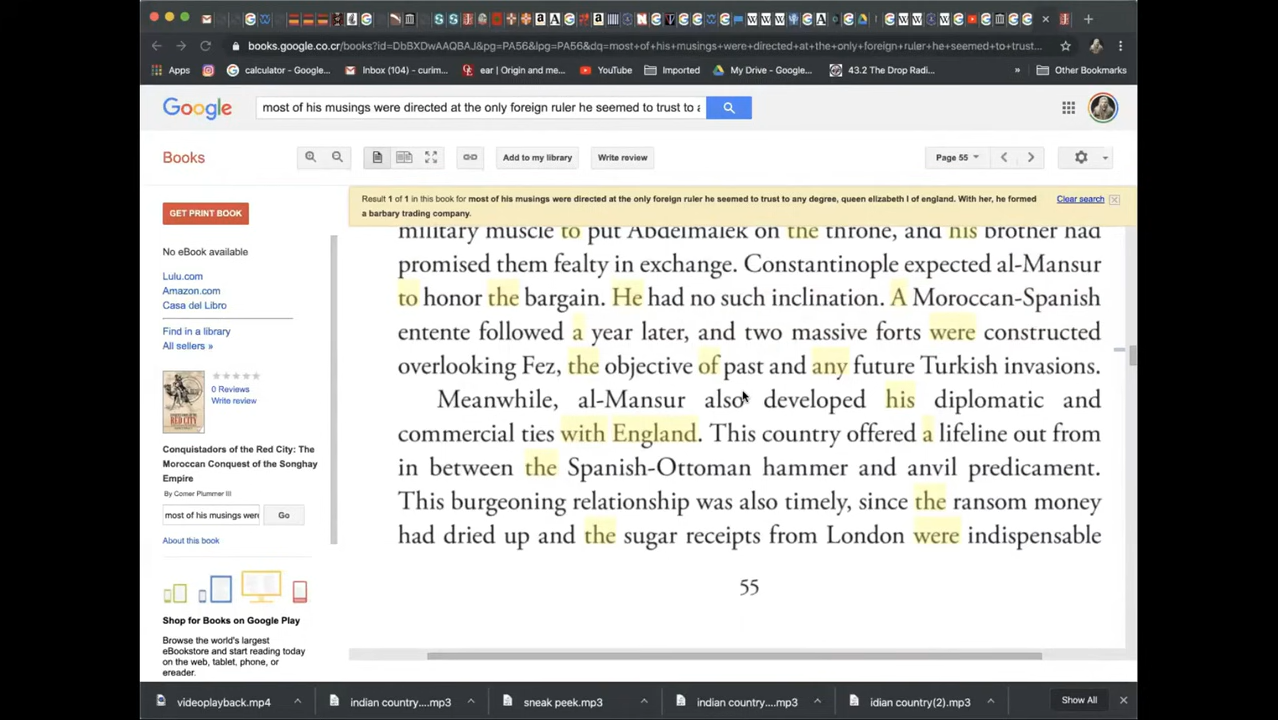 books.google.co.cr/books?id=DbBXDwAAQBAJ&pg=PA56&lpg=PA56&dq=most+of+his+musings+were+directed+at+the+only+foreign+ruler+he+seemed+to+trust...
Apps
calculator - Google...
Inbox (104) - curim...
ear | Origin and me...
YouTube
Imported
My Drive - Google...
43.2 The Drop Radi...
»
Other Bookmarks
Google
most of his musings were directed at the only foreign ruler he seemed to trust to a
Books
Add to my library
Write review
Page 55
Result 1 of 1 in this book for most of his musings were directed at the only foreign ruler he seemed to trust to any degree, queen elizabeth I of england. With her, he formed
a barbary trading company.
Clear search
GET PRINT BOOK
No eBook available
Lulu.com
Amazon.com
Casa del Libro
Find in a library
All sellers »
0 Reviews
Write review
Conquistadors of the Red City: The
Moroccan Conquest of the Songhay
Empire
By Comer Plummer III
most of his musings were
Go
About this book
Shop for Books on Google Play
Browse the world's largest
eBookstore and start reading today
on the web, tablet, phone, or
ereader.
military muscle to put Abdelmalek on the throne, and his brother had
promised them fealty in exchange. Constantinople expected al-Mansur
to honor the bargain. He had no such inclination. A Moroccan-Spanish
entente followed a year later, and two massive forts were constructed
overlooking Fez, the objective of past and any future Turkish invasions.
Meanwhile, al-Mansur also developed his diplomatic and
commercial ties with England. This country offered a lifeline out from
in between the Spanish-Ottoman hammer and anvil predicament.
This burgeoning relationship was also timely, since the ransom money
had dried up and the sugar receipts from London were indispensable
55
videoplayback.mp4
indian country....mp3
sneak peek.mp3
indian country....mp3
idian country(2).mp3
Show All